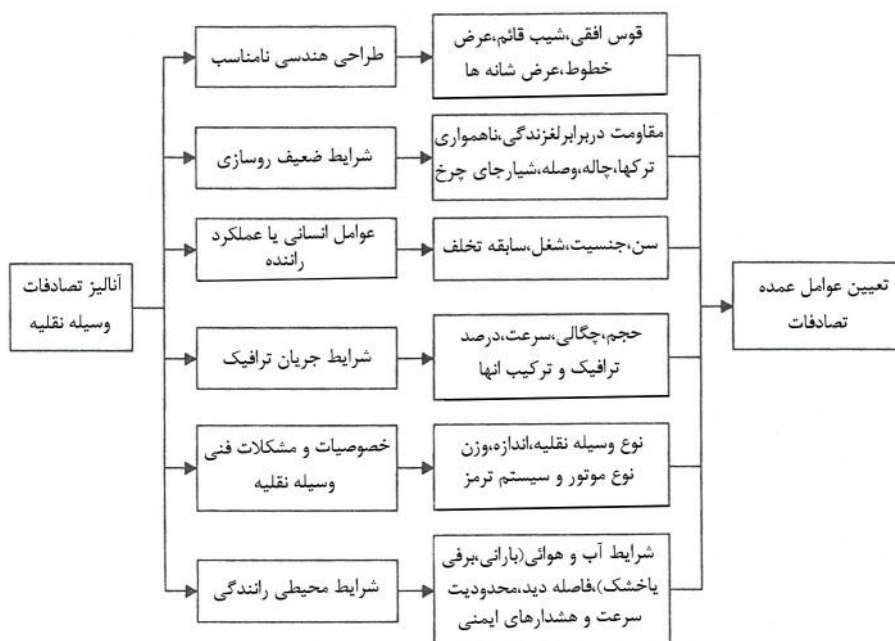 آنالیز تصادفات
وسیله نقلیه
طراحی هندسی نامناسب
قوس افقی،شیب قائم،عرض
خطوط،عرض شانه ها
شرایط ضعیف روسازی
مقاومت دربرابرلغزندگی،ناهمواری
ترکها،چاله،وصله،شیارجای چرخ
عوامل انسانی یا عملکرد
راننده
سن،جنسیت،شغل،سابقه تخلف
شرایط جریان ترافیک
حجم،چگالی،سرعت،درصد
ترافیک و ترکیب انها
خصوصیات و مشکلات فنی
وسیله نقلیه
نوع وسیله نقلیه،اندازه،وزن
نوع موتور و سیستم ترمز
شرایط محیطی رانندگی
شرایط آب و هوائی(بارانی،برفی
یاخشک)،فاصله دید،محدودیت
سرعت و هشدارهای ایمنی
تعیین عوامل عمده
تصادفات